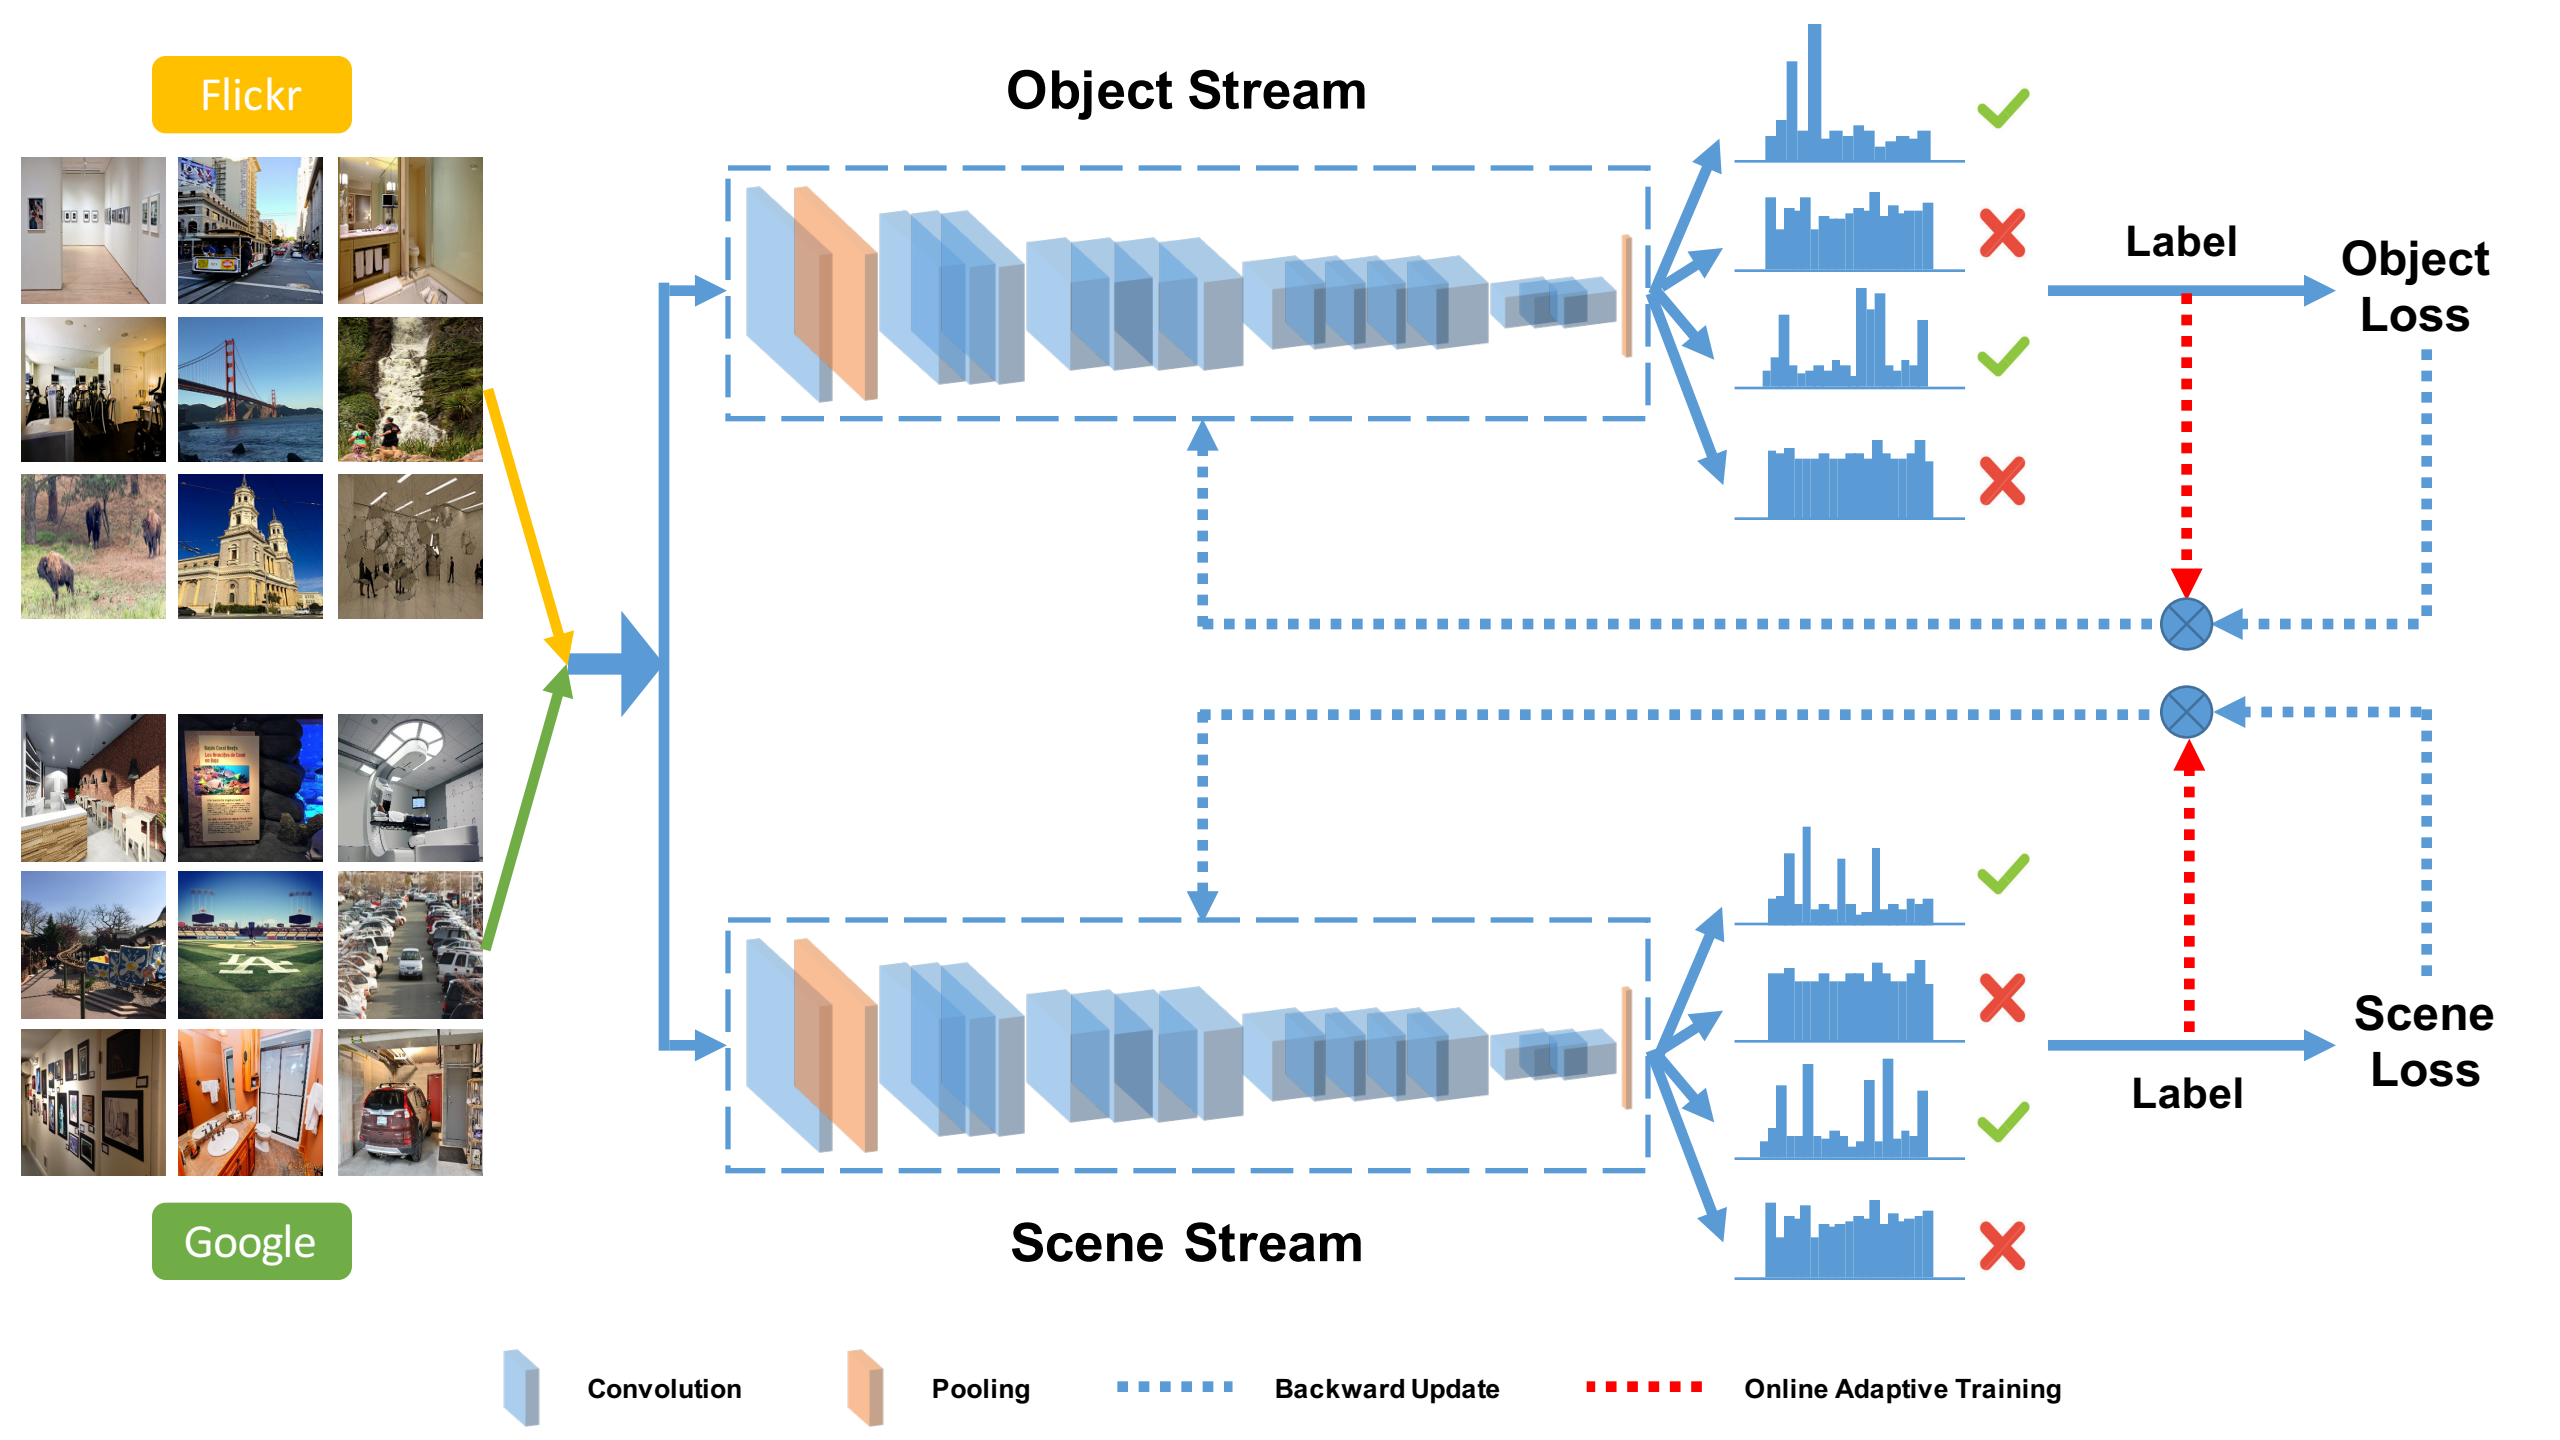 Flickr
Object Stream
Label
Object
Loss
LA
Scene
Loss
Label
Google
Scene Stream
Convolution
Pooling
Backward Update
Online Adaptive Training